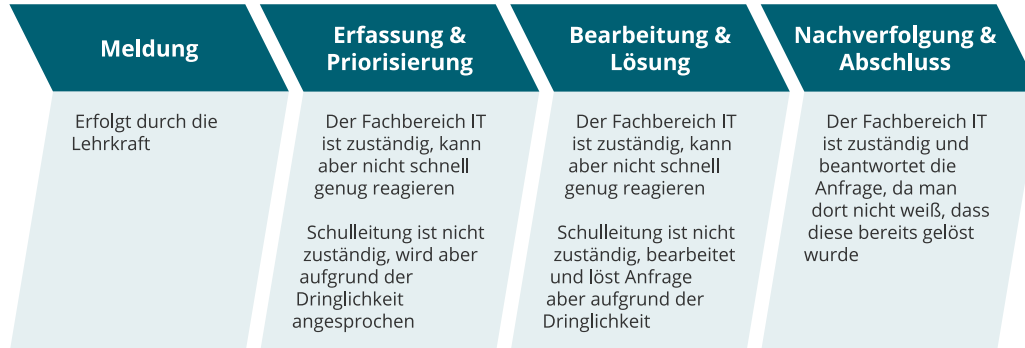 Meldung
Erfolgt durch die
Lehrkraft
Erfassung &
Priorisierung
Der Fachbereich IT
ist zuständig, kann
aber nicht schnell
genug reagieren
Schulleitung ist nicht
zuständig, wird aber
aufgrund der
Dringlichkeit
angesprochen
Bearbeitung &
Lösung
Der Fachbereich IT
ist zuständig, kann
aber nicht schnell
genug reagieren
Schulleitung ist nicht
zuständig, bearbeitet
und löst Anfrage
aber aufgrund der
Dringlichkeit
Nachverfolgung &
Abschluss
Der Fachbereich IT
ist zuständig und
beantwortet die
Anfrage, da man
dort nicht weiß, dass
diese bereits gelöst
wurde